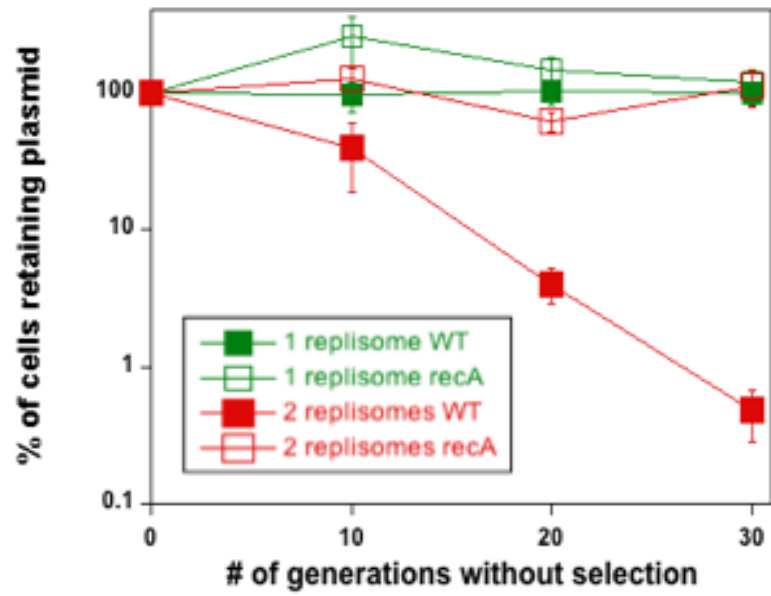 % of cells retaining plasmid
100
10
1
0.1
1 replisome WT
1 replisome recA
2 replisomes WT
2 replisomes recA
0 10 20 30
# of generations without selection